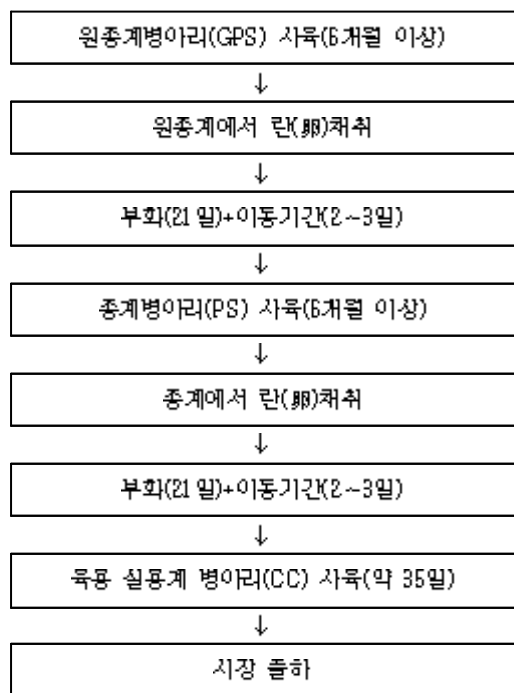 원종계병아리(GPS) 사육(6개월 이상)
↓
원종계에서 란(卵)채취
↓
부화(21일)+이동기간(2~3일)
↓
종계병아리(PS) 사육(6개월 이상)
↓
종계에서 란(卵)채취
↓
부화(21일)+이동기간(2~3일)
↓
육용 실용계 병아리(CC) 사육(약 35일)
↓
시장 출하